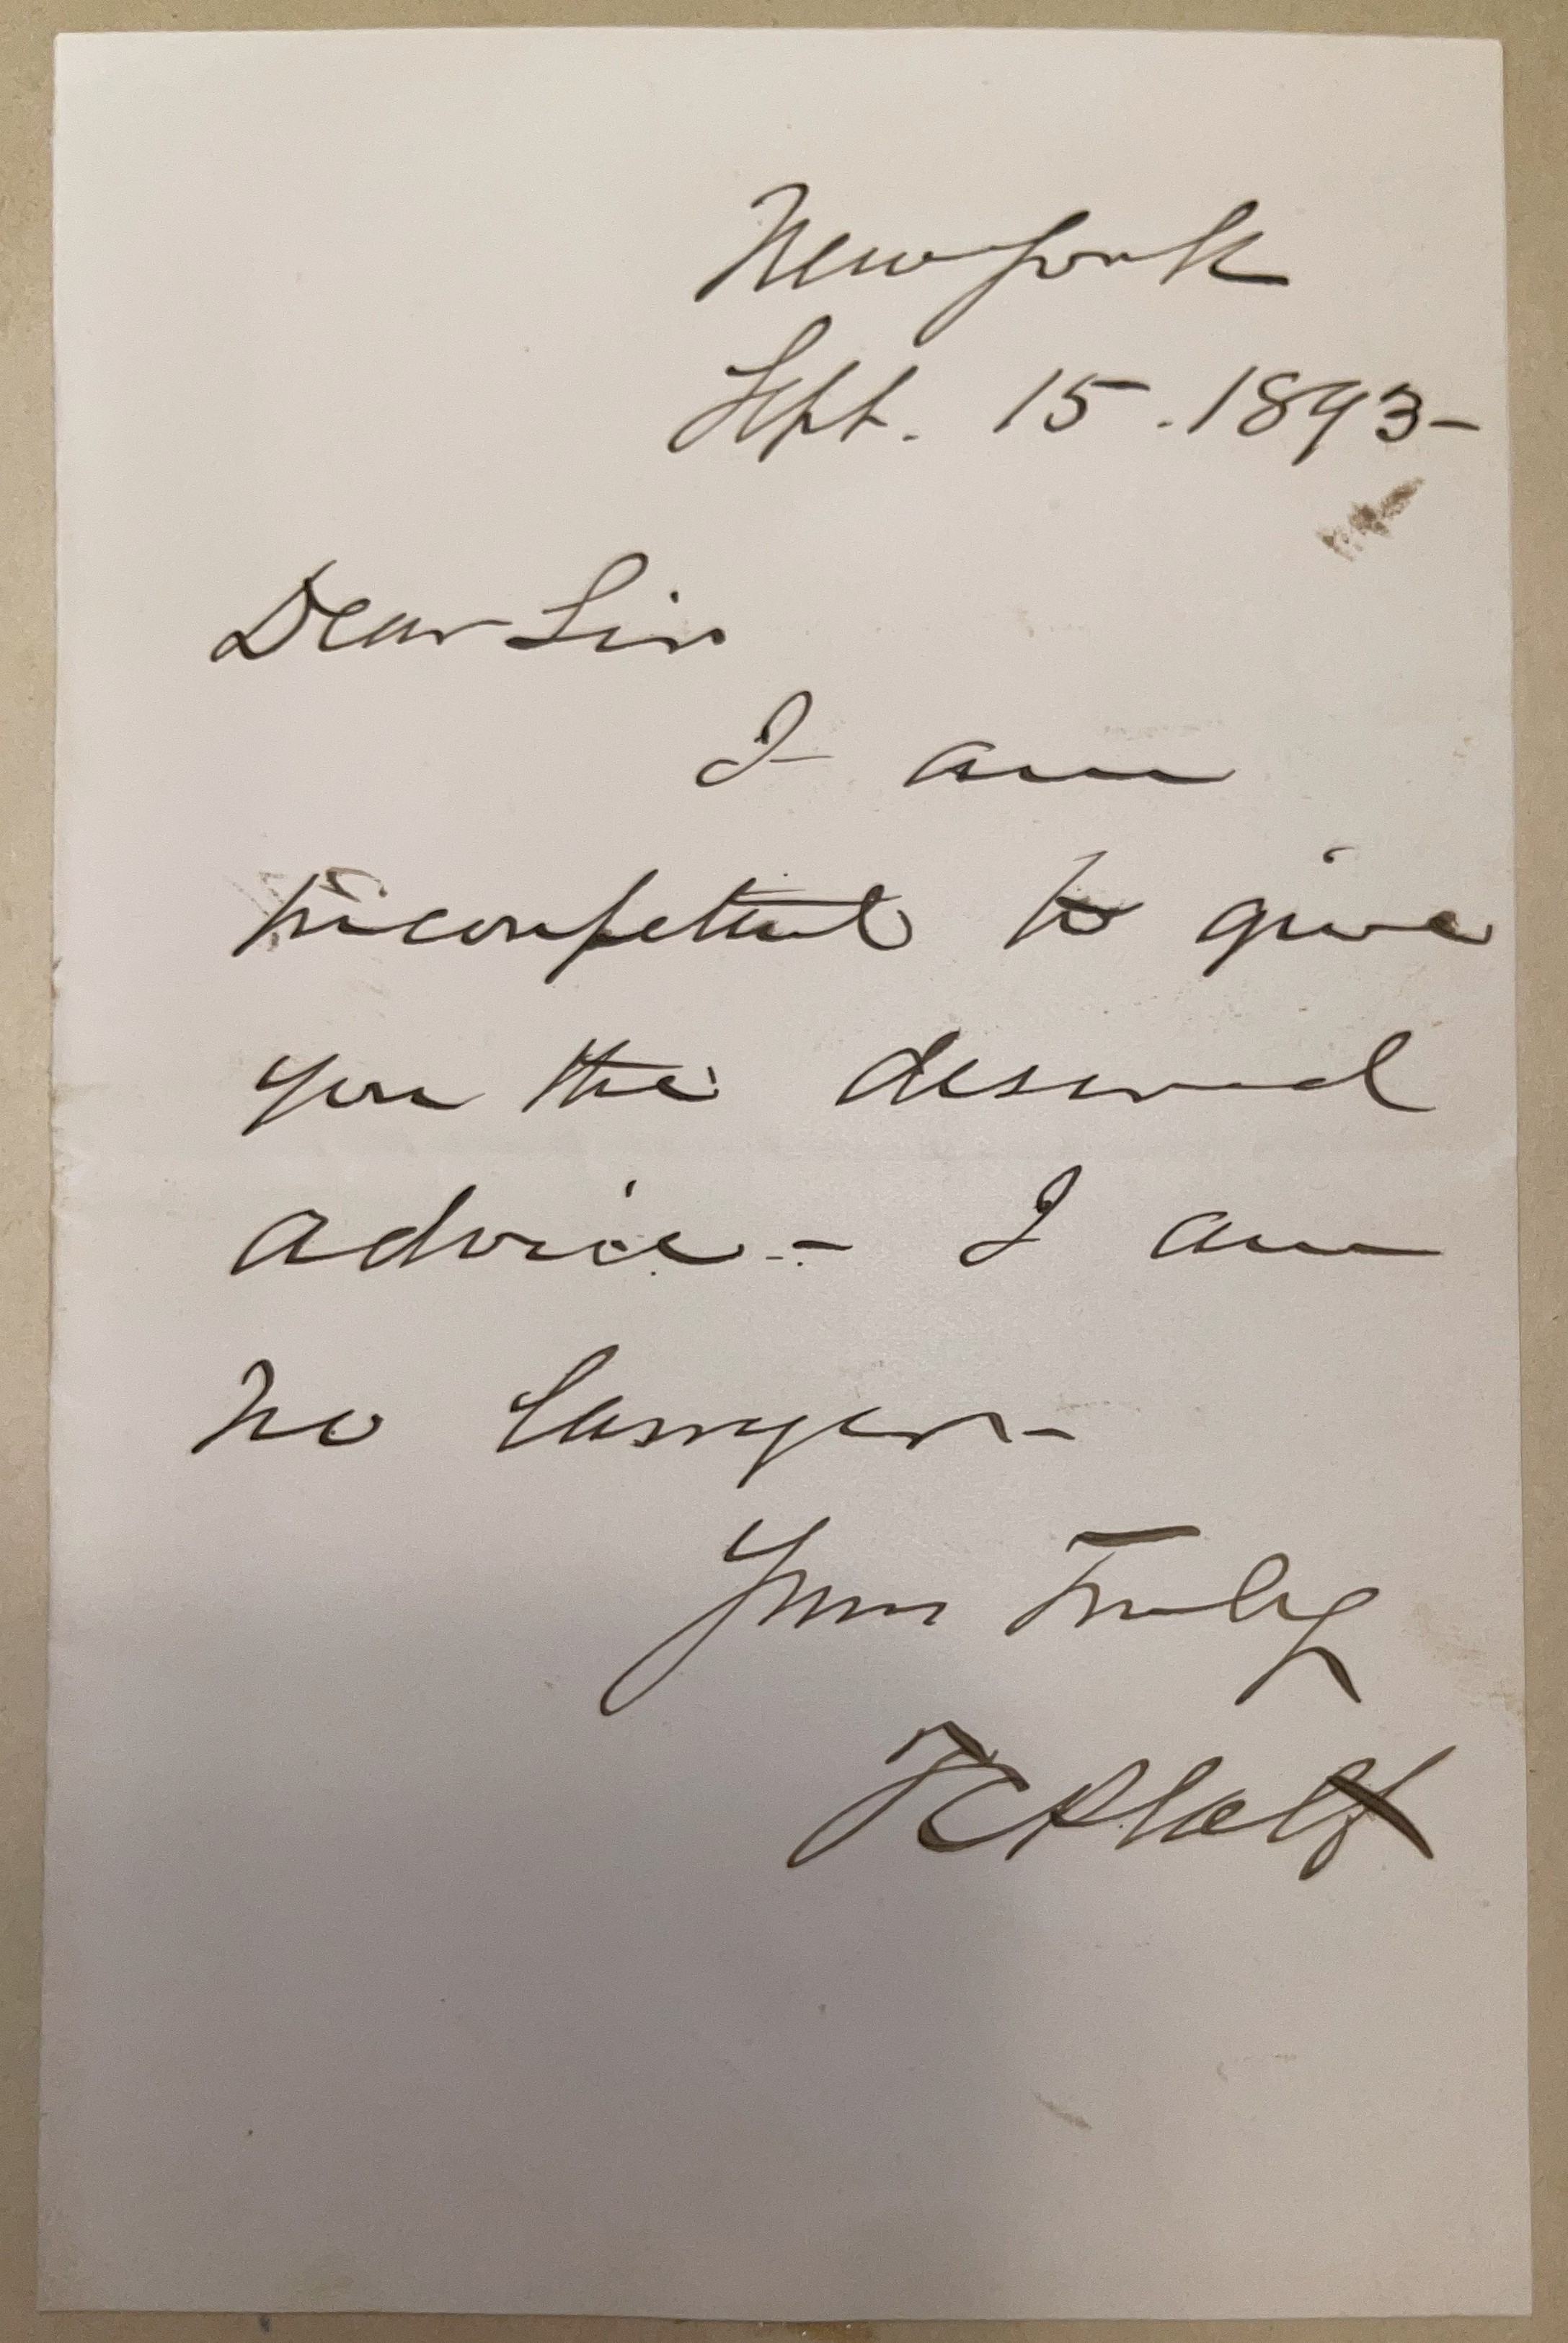 New York
Sept. 15. 1893-
Dear Sir
I am
incompetent to give
you the desired
advice - I am
no lawyer -
Yours Truly
T C Platt